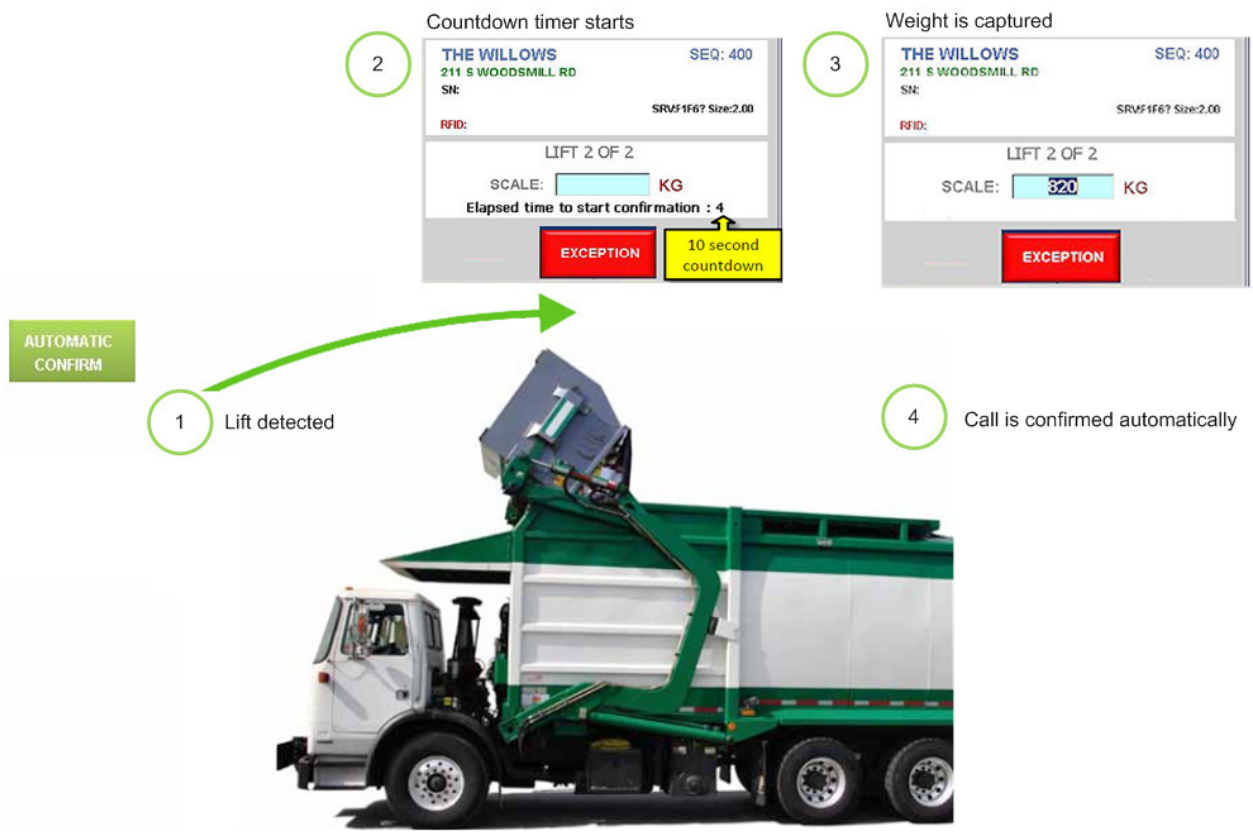 Countdown timer starts
2
THE WILLOWS SEQ: 400
211 S WOODSMILL RD
SN:
SRV:F1F6? Size:2.00
RFID:
LIFT 2 OF 2
SCALE: KG
Elapsed time to start confirmation : 4
EXCEPTION
10 second
countdown
Weight is captured
3
THE WILLOWS SEQ: 400
211 S WOODSMILL RD
SN:
SRV:F1F6? Size:2.00
RFID:
LIFT 2 OF 2
SCALE: 820 KG
EXCEPTION
AUTOMATIC
CONFIRM
1 Lift detected
4 Call is confirmed automatically